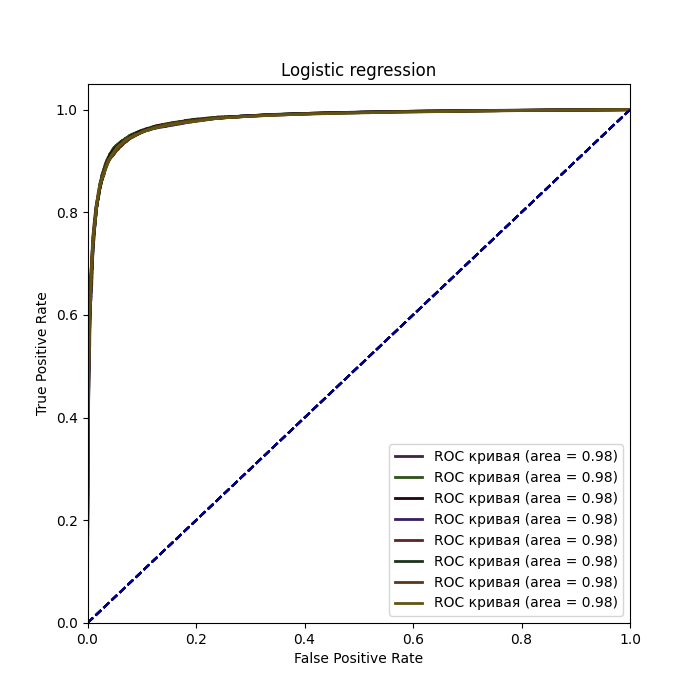 Logistic regression
True Positive Rate
1.0
0.8
0.6
0.4
0.2
0.0
ROC кривая (area = 0.98)
ROC кривая (area = 0.98)
ROC кривая (area = 0.98)
ROC кривая (area = 0.98)
ROC кривая (area = 0.98)
ROC кривая (area = 0.98)
ROC кривая (area = 0.98)
ROC кривая (area = 0.98)
0.0 0.2 0.4 0.6 0.8 1.0
False Positive Rate